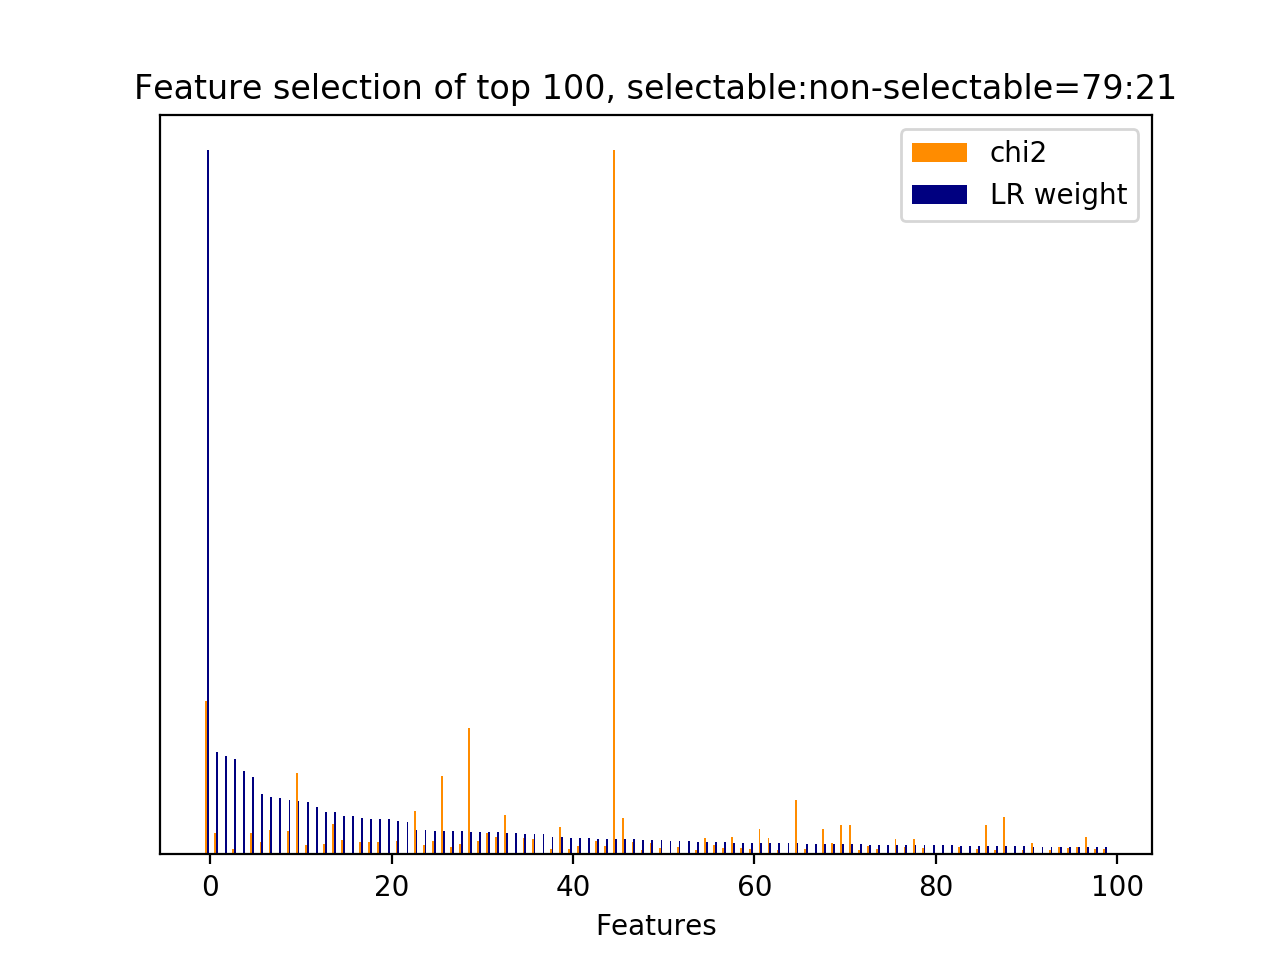 Feature selection of top 100, selectable:non-selectable=79:21
chi2
LR weight
0 20 40 60 80 100
Features